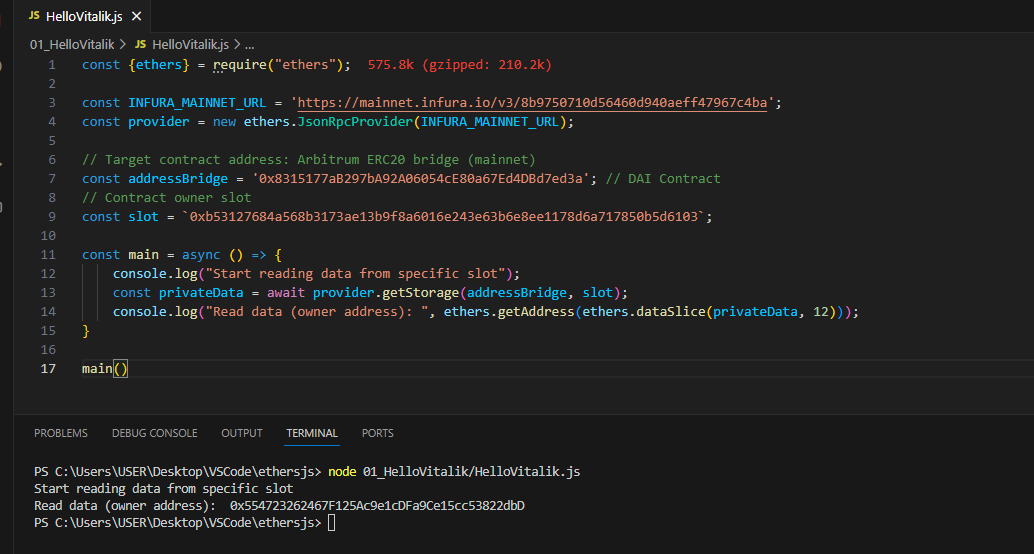 JS HelloVitalik.js ×
01_HelloVitalik > JS HelloVitalik.js > ...
1 const {ethers} = require("ethers"); 575.8k (gzipped: 210.2k)
2
3 const INFURA_MAINNET_URL = 'https://mainnet.infura.io/v3/8b9750710d56460d940aeff47967c4ba';
4 const provider = new ethers.JsonRpcProvider(INFURA_MAINNET_URL);
5
6 // Target contract address: Arbitrum ERC20 bridge (mainnet)
7 const addressBridge = '0x8315177aB297bA92A06054cE80a67Ed4DBd7ed3a'; // DAI Contract
8 // Contract owner slot
9 const slot = `0xb53127684a568b3173ae13b9f8a6016e243e63b6e8ee1178d6a717850b5d6103`;
10
11 const main = async () => {
12 console.log("Start reading data from specific slot");
13 const privateData = await provider.getStorage(addressBridge, slot);
14 console.log("Read data (owner address): ", ethers.getAddress(ethers.dataSlice(privateData, 12)));
15 }
16
17 main()
PROBLEMS DEBUG CONSOLE OUTPUT TERMINAL PORTS
PS C:\Users\USER\Desktop\VSCode\ethersjs> node 01_HelloVitalik/HelloVitalik.js
Start reading data from specific slot
Read data (owner address):  0x554723262467F125Ac9e1cDFa9Ce15cc53822dbD
PS C:\Users\USER\Desktop\VSCode\ethersjs>